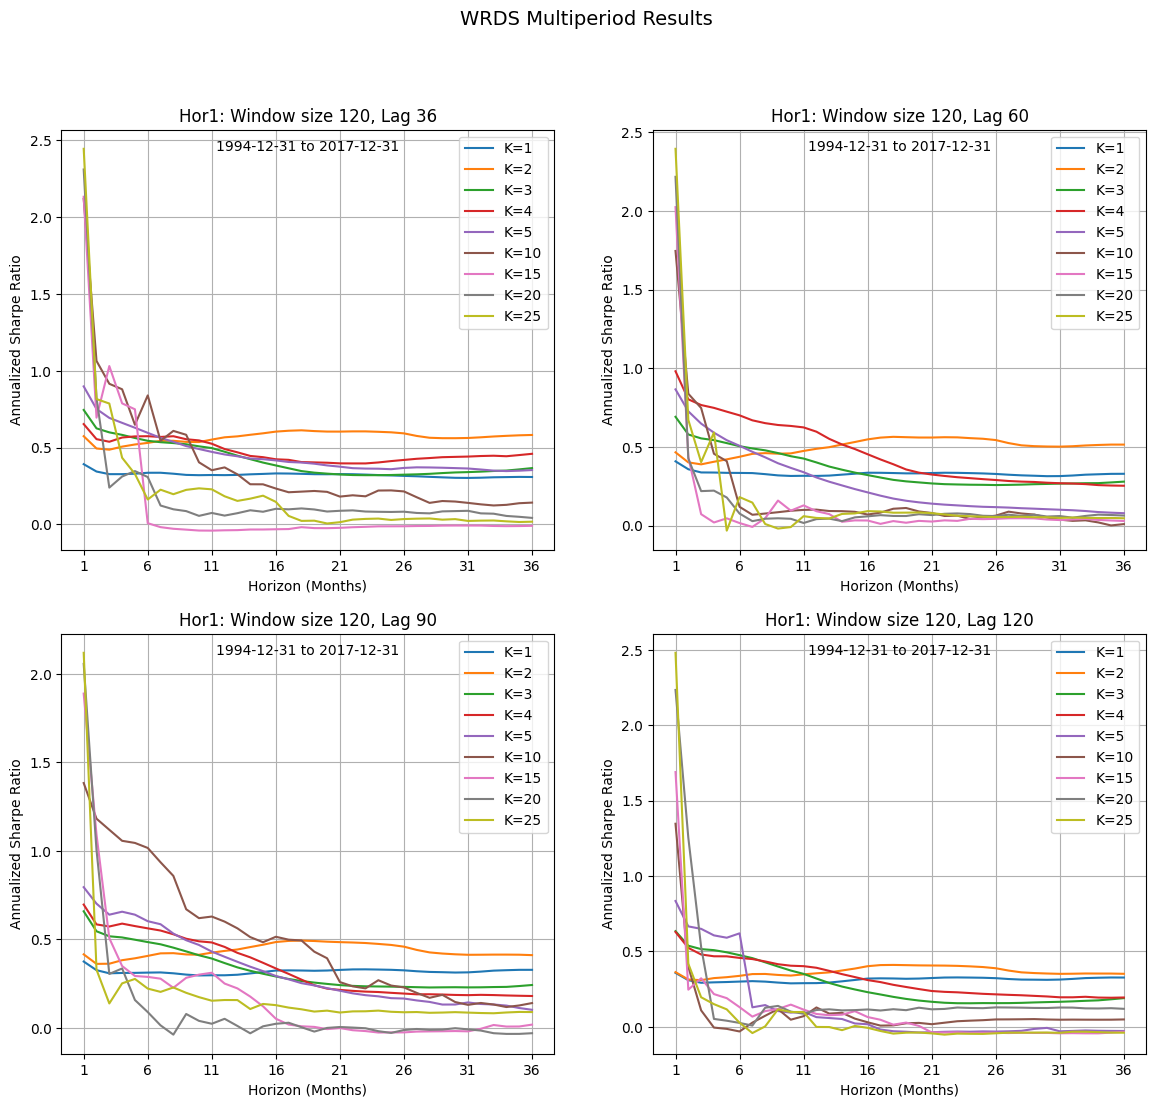 WRDS Multiperiod Results
Hor1: Window size 120, Lag 36
1994-12-31 to 2017-12-31
K=1
K=2
K=3
K=4
K=5
K=10
K=15
K=20
K=25
2.5
2.0
1.5
1.0
0.5
0.0
Annualized Sharpe Ratio
1 6 11 16 21 26 31 36
Horizon (Months)
Hor1: Window size 120, Lag 60
1994-12-31 to 2017-12-31
K=1
K=2
K=3
K=4
K=5
K=10
K=15
K=20
K=25
2.5
2.0
1.5
1.0
0.5
0.0
Annualized Sharpe Ratio
1 6 11 16 21 26 31 36
Horizon (Months)
Hor1: Window size 120, Lag 90
1994-12-31 to 2017-12-31
K=1
K=2
K=3
K=4
K=5
K=10
K=15
K=20
K=25
2.0
1.5
1.0
0.5
0.0
Annualized Sharpe Ratio
1 6 11 16 21 26 31 36
Horizon (Months)
Hor1: Window size 120, Lag 120
1994-12-31 to 2017-12-31
K=1
K=2
K=3
K=4
K=5
K=10
K=15
K=20
K=25
2.5
2.0
1.5
1.0
0.5
0.0
Annualized Sharpe Ratio
1 6 11 16 21 26 31 36
Horizon (Months)